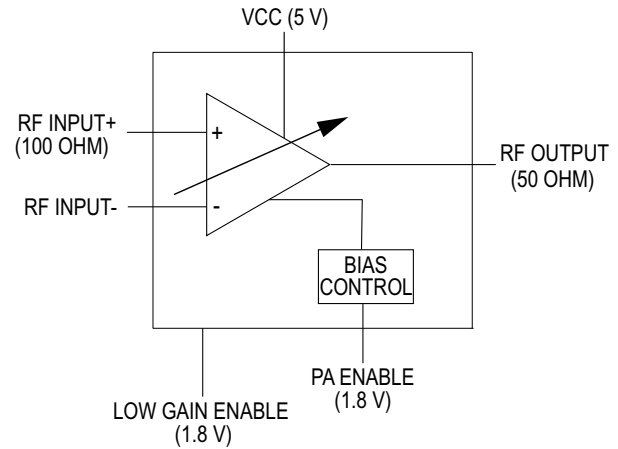 VCC (5 V)
RF INPUT+
(100 OHM)
+
RF OUTPUT
(50 OHM)
RF INPUT-
-
BIAS
CONTROL
PA ENABLE
(1.8 V)
LOW GAIN ENABLE
(1.8 V)